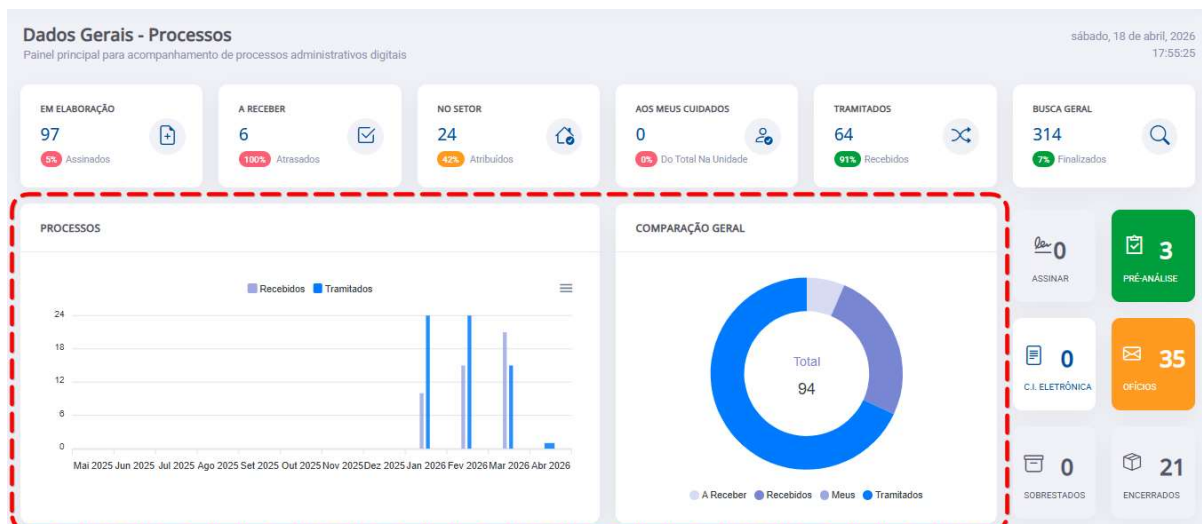 Dados Gerais - Processos
Painel principal para acompanhamento de processos administrativos digitais
sábado, 18 de abril, 2026
17:55:25
EM ELABORAÇÃO
97
5% Assinados
A RECEBER
6
100% Atrasados
NO SETOR
24
42% Atribuídos
AOS MEUS CUIDADOS
0
0% Do Total Na Unidade
TRAMITADOS
64
91% Recebidos
BUSCA GERAL
314
7% Finalizados
PROCESSOS
Recebidos Tramitados
24
18
12
6
0
Mai 2025 Jun 2025 Jul 2025 Ago 2025 Set 2025 Out 2025 Nov 2025 Dez 2025 Jan 2026 Fev 2026 Mar 2026 Abr 2026
COMPARAÇÃO GERAL
Total
94
A Receber Recebidos Meus Tramitados
0
ASSINAR
3
PRÉ-ANÁLISE
0
C.I. ELETRÔNICA
35
OFÍCIOS
0
SOBRESTADOS
21
ENCERRADOS